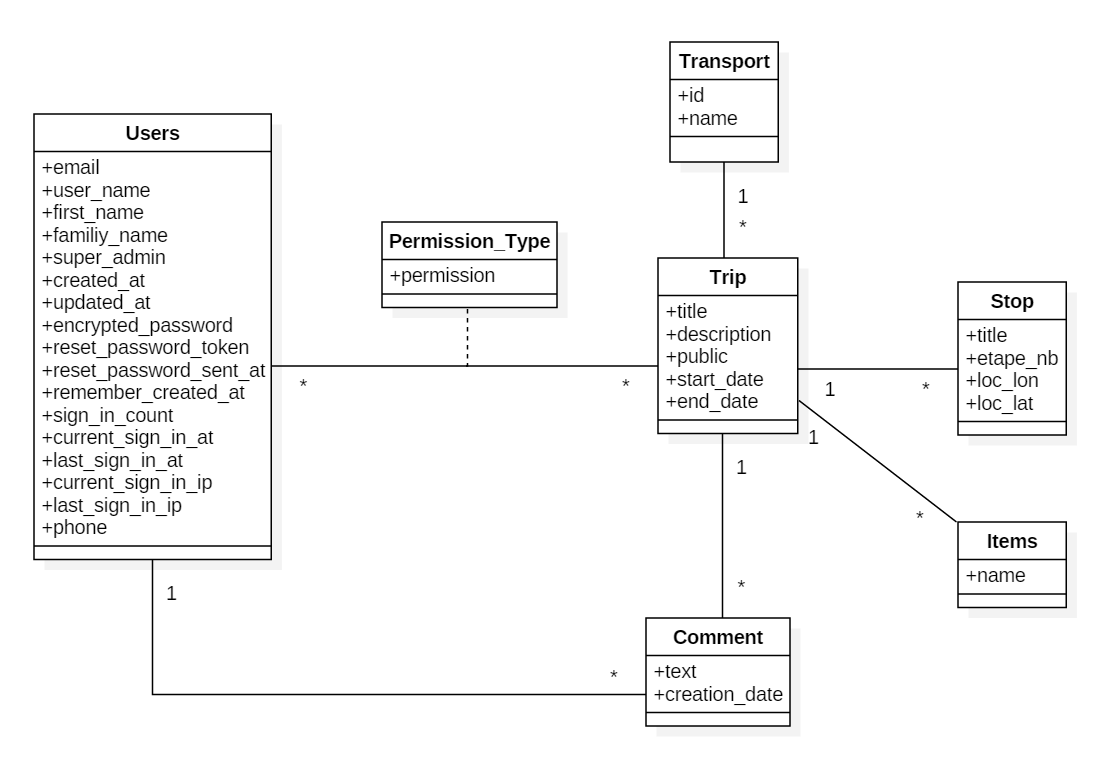 Transport
+id
+name
1
*
Users
+email
+user_name
+first_name
+familiy_name
+super_admin
+created_at
+updated_at
+encrypted_password
+reset_password_token
+reset_password_sent_at
+remember_created_at
+sign_in_count
+current_sign_in_at
+last_sign_in_at
+current_sign_in_ip
+last_sign_in_ip
+phone
Permission_Type
+permission
*
*
Trip
+title
+description
+public
+start_date
+end_date
Stop
+title
+etape_nb
+loc_lon
+loc_lat
1
*
1
*
Items
+name
1
*
1
*
Comment
+text
+creation_date